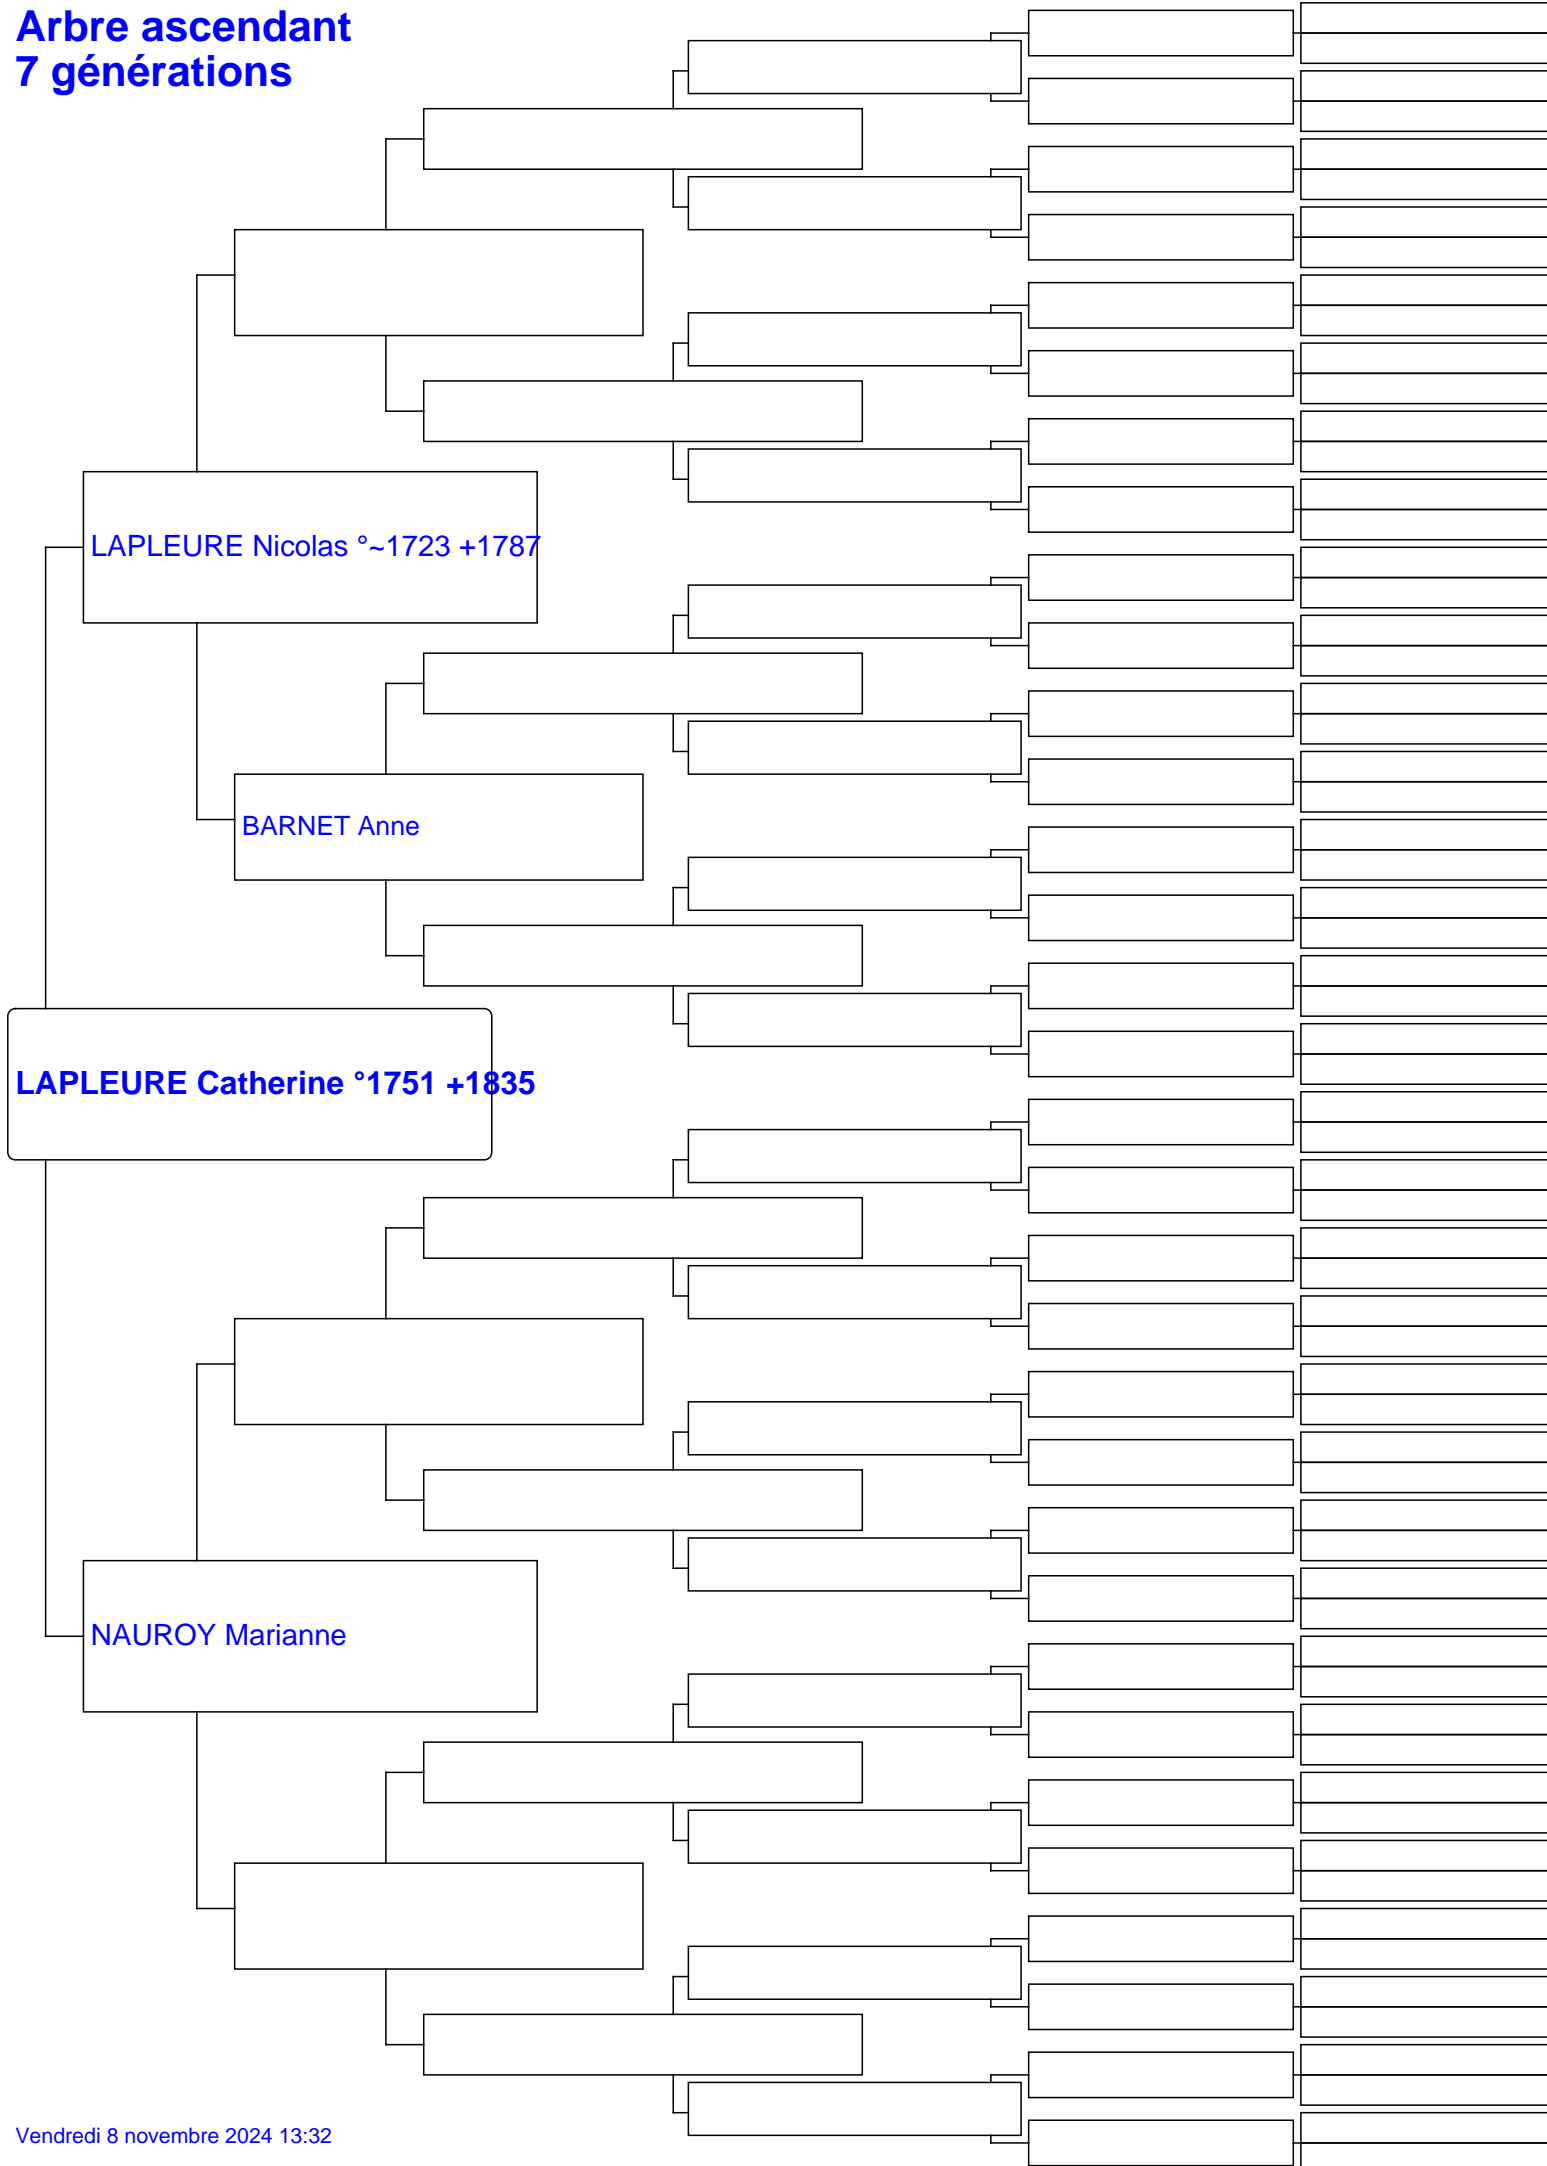 Arbre ascendant
7 générations
LAPLEURE Nicolas °~1723 +1787
BARNET Anne
LAPLEURE Catherine °1751 +1835
NAUROY Marianne
Vendredi 8 novembre 2024 13:32